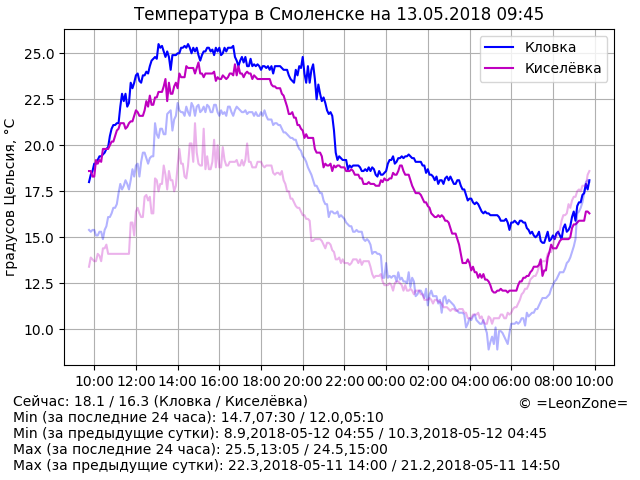 Температура в Смоленске на 13.05.2018 09:45
градусов Цельсия, °C
25.0
22.5
20.0
17.5
15.0
12.5
10.0
Кловка
Киселёвка
10:00 12:00 14:00 16:00 18:00 20:00 22:00 00:00 02:00 04:00 06:00 08:00 10:00
Сейчас: 18.1 / 16.3 (Кловка / Киселёвка)
© =LeonZone=
Min (за последние 24 часа): 14.7,07:30 / 12.0,05:10
Min (за предыдущие сутки): 8.9,2018-05-12 04:55 / 10.3,2018-05-12 04:45
Max (за последние 24 часа): 25.5,13:05 / 24.5,15:00
Max (за предыдущие сутки): 22.3,2018-05-11 14:00 / 21.2,2018-05-11 14:50